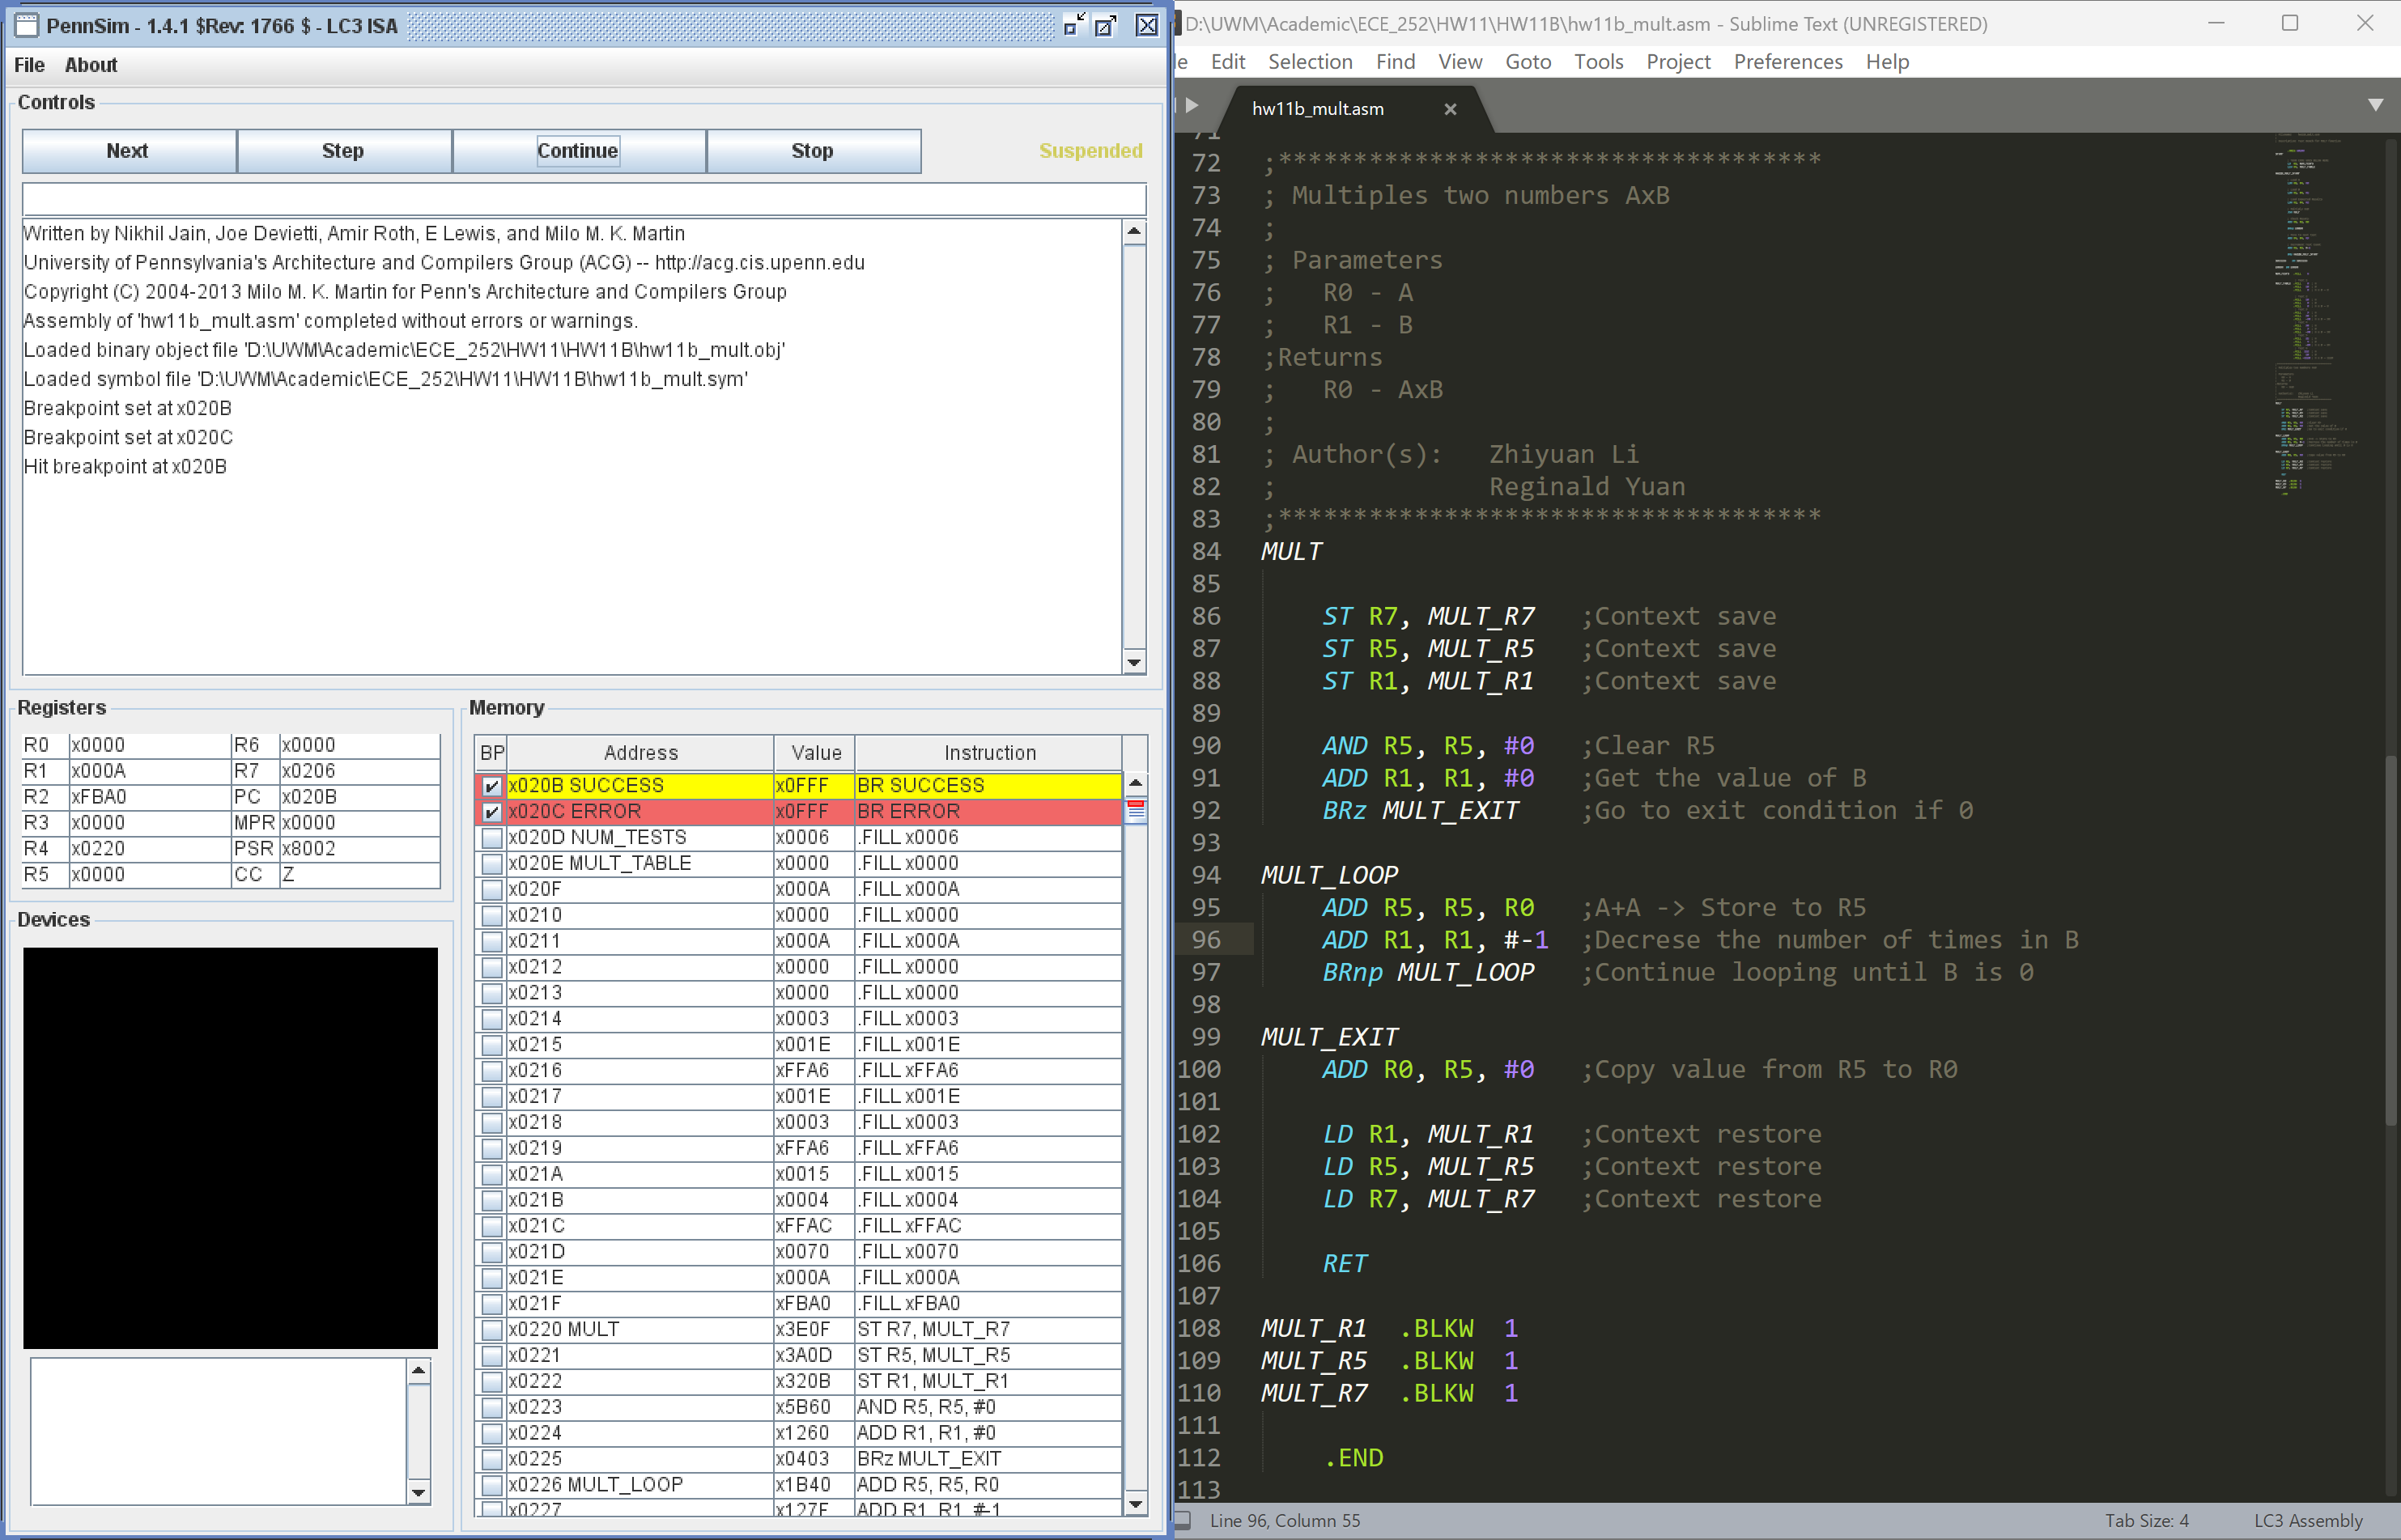 PennSim - 1.4.1 $Rev: 1766 $ - LC3 ISA
File About
Controls
Next Step Continue Stop Suspended
Written by Nikhil Jain, Joe Devietti, Amir Roth, E Lewis, and Milo M. K. Martin
University of Pennsylvania's Architecture and Compilers Group (ACG) -- http://acg.cis.upenn.edu
Copyright (C) 2004-2013 Milo M. K. Martin for Penn's Architecture and Compilers Group
Assembly of 'hw11b_mult.asm' completed without errors or warnings.
Loaded binary object file 'D:\UWM\Academic\ECE_252\HW11\HW11B\hw11b_mult.obj'
Loaded symbol file 'D:\UWM\Academic\ECE_252\HW11\HW11B\hw11b_mult.sym'
Breakpoint set at x020B
Breakpoint set at x020C
Hit breakpoint at x020B
Registers
R0 x0000 R6 x0000
R1 x000A R7 x0206
R2 xFBA0 PC x020B
R3 x0000 MPR x0000
R4 x0220 PSR x8002
R5 x0000 CC Z
Devices
Memory
BP Address Value Instruction
x020B SUCCESS x0FFF BR SUCCESS
x020C ERROR x0FFF BR ERROR
x020D NUM_TESTS x0006 .FILL x0006
x020E MULT_TABLE x0000 .FILL x0000
x020F x000A .FILL x000A
x0210 x0000 .FILL x0000
x0211 x000A .FILL x000A
x0212 x0000 .FILL x0000
x0213 x0000 .FILL x0000
x0214 x0003 .FILL x0003
x0215 x001E .FILL x001E
x0216 xFFA6 .FILL xFFA6
x0217 x001E .FILL x001E
x0218 x0003 .FILL x0003
x0219 xFFA6 .FILL xFFA6
x021A x0015 .FILL x0015
x021B x0004 .FILL x0004
x021C xFFAC .FILL xFFAC
x021D x0070 .FILL x0070
x021E x000A .FILL x000A
x021F xFBA0 .FILL xFBA0
x0220 MULT x3E0F ST R7, MULT_R7
x0221 x3A0D ST R5, MULT_R5
x0222 x320B ST R1, MULT_R1
x0223 x5B60 AND R5, R5, #0
x0224 x1260 ADD R1, R1, #0
x0225 x0403 BRz MULT_EXIT
x0226 MULT_LOOP x1B40 ADD R5, R5, R0
x0227 x127F ADD R1, R1, #-1
D:\UWM\Academic\ECE_252\HW11\HW11B\hw11b_mult.asm - Sublime Text (UNREGISTERED)
Edit Selection Find View Goto Tools Project Preferences Help
hw11b_mult.asm
71
72 ;************************************
73 ; Multiples two numbers AxB
74 ;
75 ; Parameters
76 ; R0 - A
77 ; R1 - B
78 ;Returns
79 ; R0 - AxB
80 ;
81 ; Author(s): Zhiyuan Li
82 ; Reginald Yuan
83 ;************************************
84 MULT
85
86 ST R7, MULT_R7 ;Context save
87 ST R5, MULT_R5 ;Context save
88 ST R1, MULT_R1 ;Context save
89
90 AND R5, R5, #0 ;Clear R5
91 ADD R1, R1, #0 ;Get the value of B
92 BRz MULT_EXIT ;Go to exit condition if 0
93
94 MULT_LOOP
95 ADD R5, R5, R0 ;A+A -> Store to R5
96 ADD R1, R1, #-1 ;Decrese the number of times in B
97 BRnp MULT_LOOP ;Continue looping until B is 0
98
99 MULT_EXIT
100 ADD R0, R5, #0 ;Copy value from R5 to R0
101
102 LD R1, MULT_R1 ;Context restore
103 LD R5, MULT_R5 ;Context restore
104 LD R7, MULT_R7 ;Context restore
105
106 RET
107
108 MULT_R1 .BLKW 1
109 MULT_R5 .BLKW 1
110 MULT_R7 .BLKW 1
111
112 .END
113
Line 96, Column 55 Tab Size: 4 LC3 Assembly